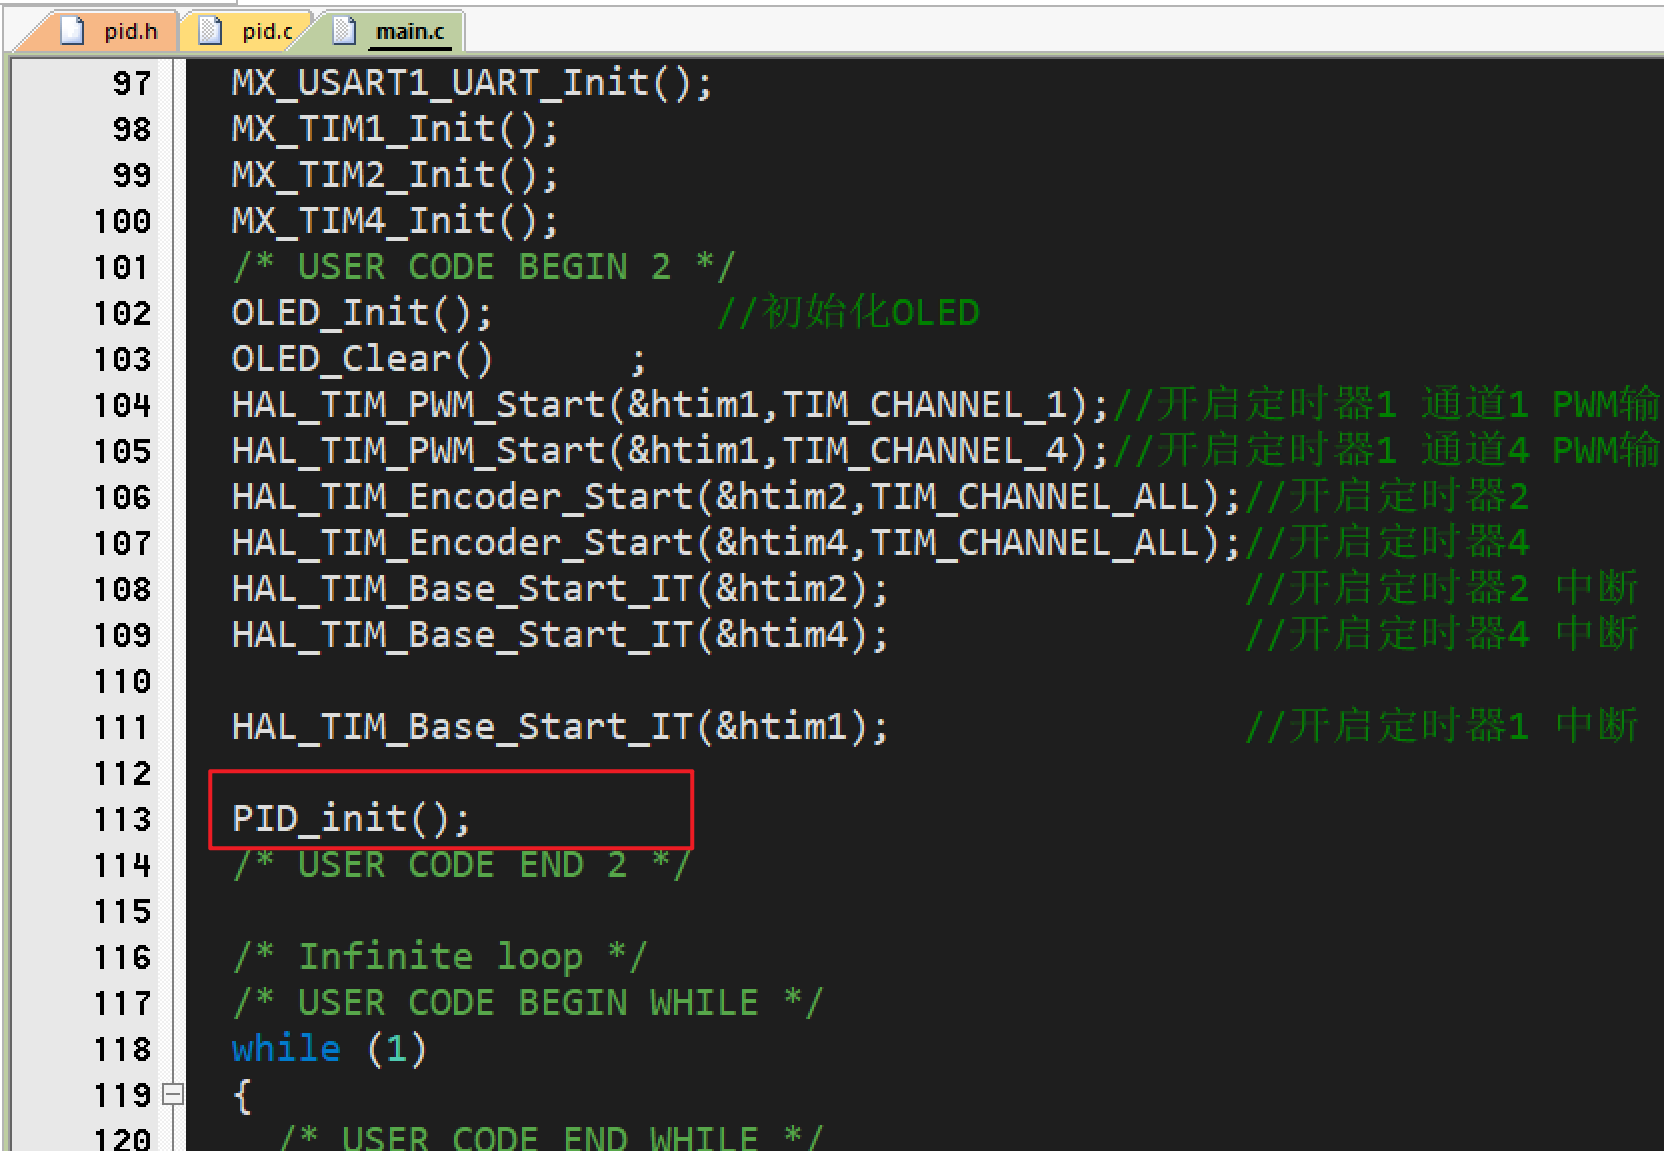 pid.h pid.c main.c
97 MX_USART1_UART_Init();
98 MX_TIM1_Init();
99 MX_TIM2_Init();
100 MX_TIM4_Init();
101 /* USER CODE BEGIN 2 */
102 OLED_Init(); //初始化OLED
103 OLED_Clear() ;
104 HAL_TIM_PWM_Start(&htim1,TIM_CHANNEL_1);//开启定时器1 通道1 PWM输
105 HAL_TIM_PWM_Start(&htim1,TIM_CHANNEL_4);//开启定时器1 通道4 PWM输
106 HAL_TIM_Encoder_Start(&htim2,TIM_CHANNEL_ALL);//开启定时器2
107 HAL_TIM_Encoder_Start(&htim4,TIM_CHANNEL_ALL);//开启定时器4
108 HAL_TIM_Base_Start_IT(&htim2); //开启定时器2 中断
109 HAL_TIM_Base_Start_IT(&htim4); //开启定时器4 中断
110
111 HAL_TIM_Base_Start_IT(&htim1); //开启定时器1 中断
112
113 PID_init();
114 /* USER CODE END 2 */
115
116 /* Infinite loop */
117 /* USER CODE BEGIN WHILE */
118 while (1)
119 {
120 /* USER CODE END WHILE */